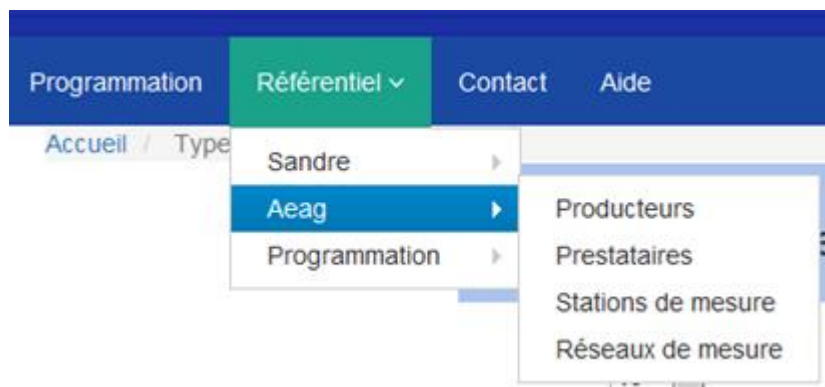 Programmation Référentiel Contact Aide
Accueil / Type
Sandre
Aeag
Programmation
Producteurs
Prestataires
Stations de mesure
Réseaux de mesure